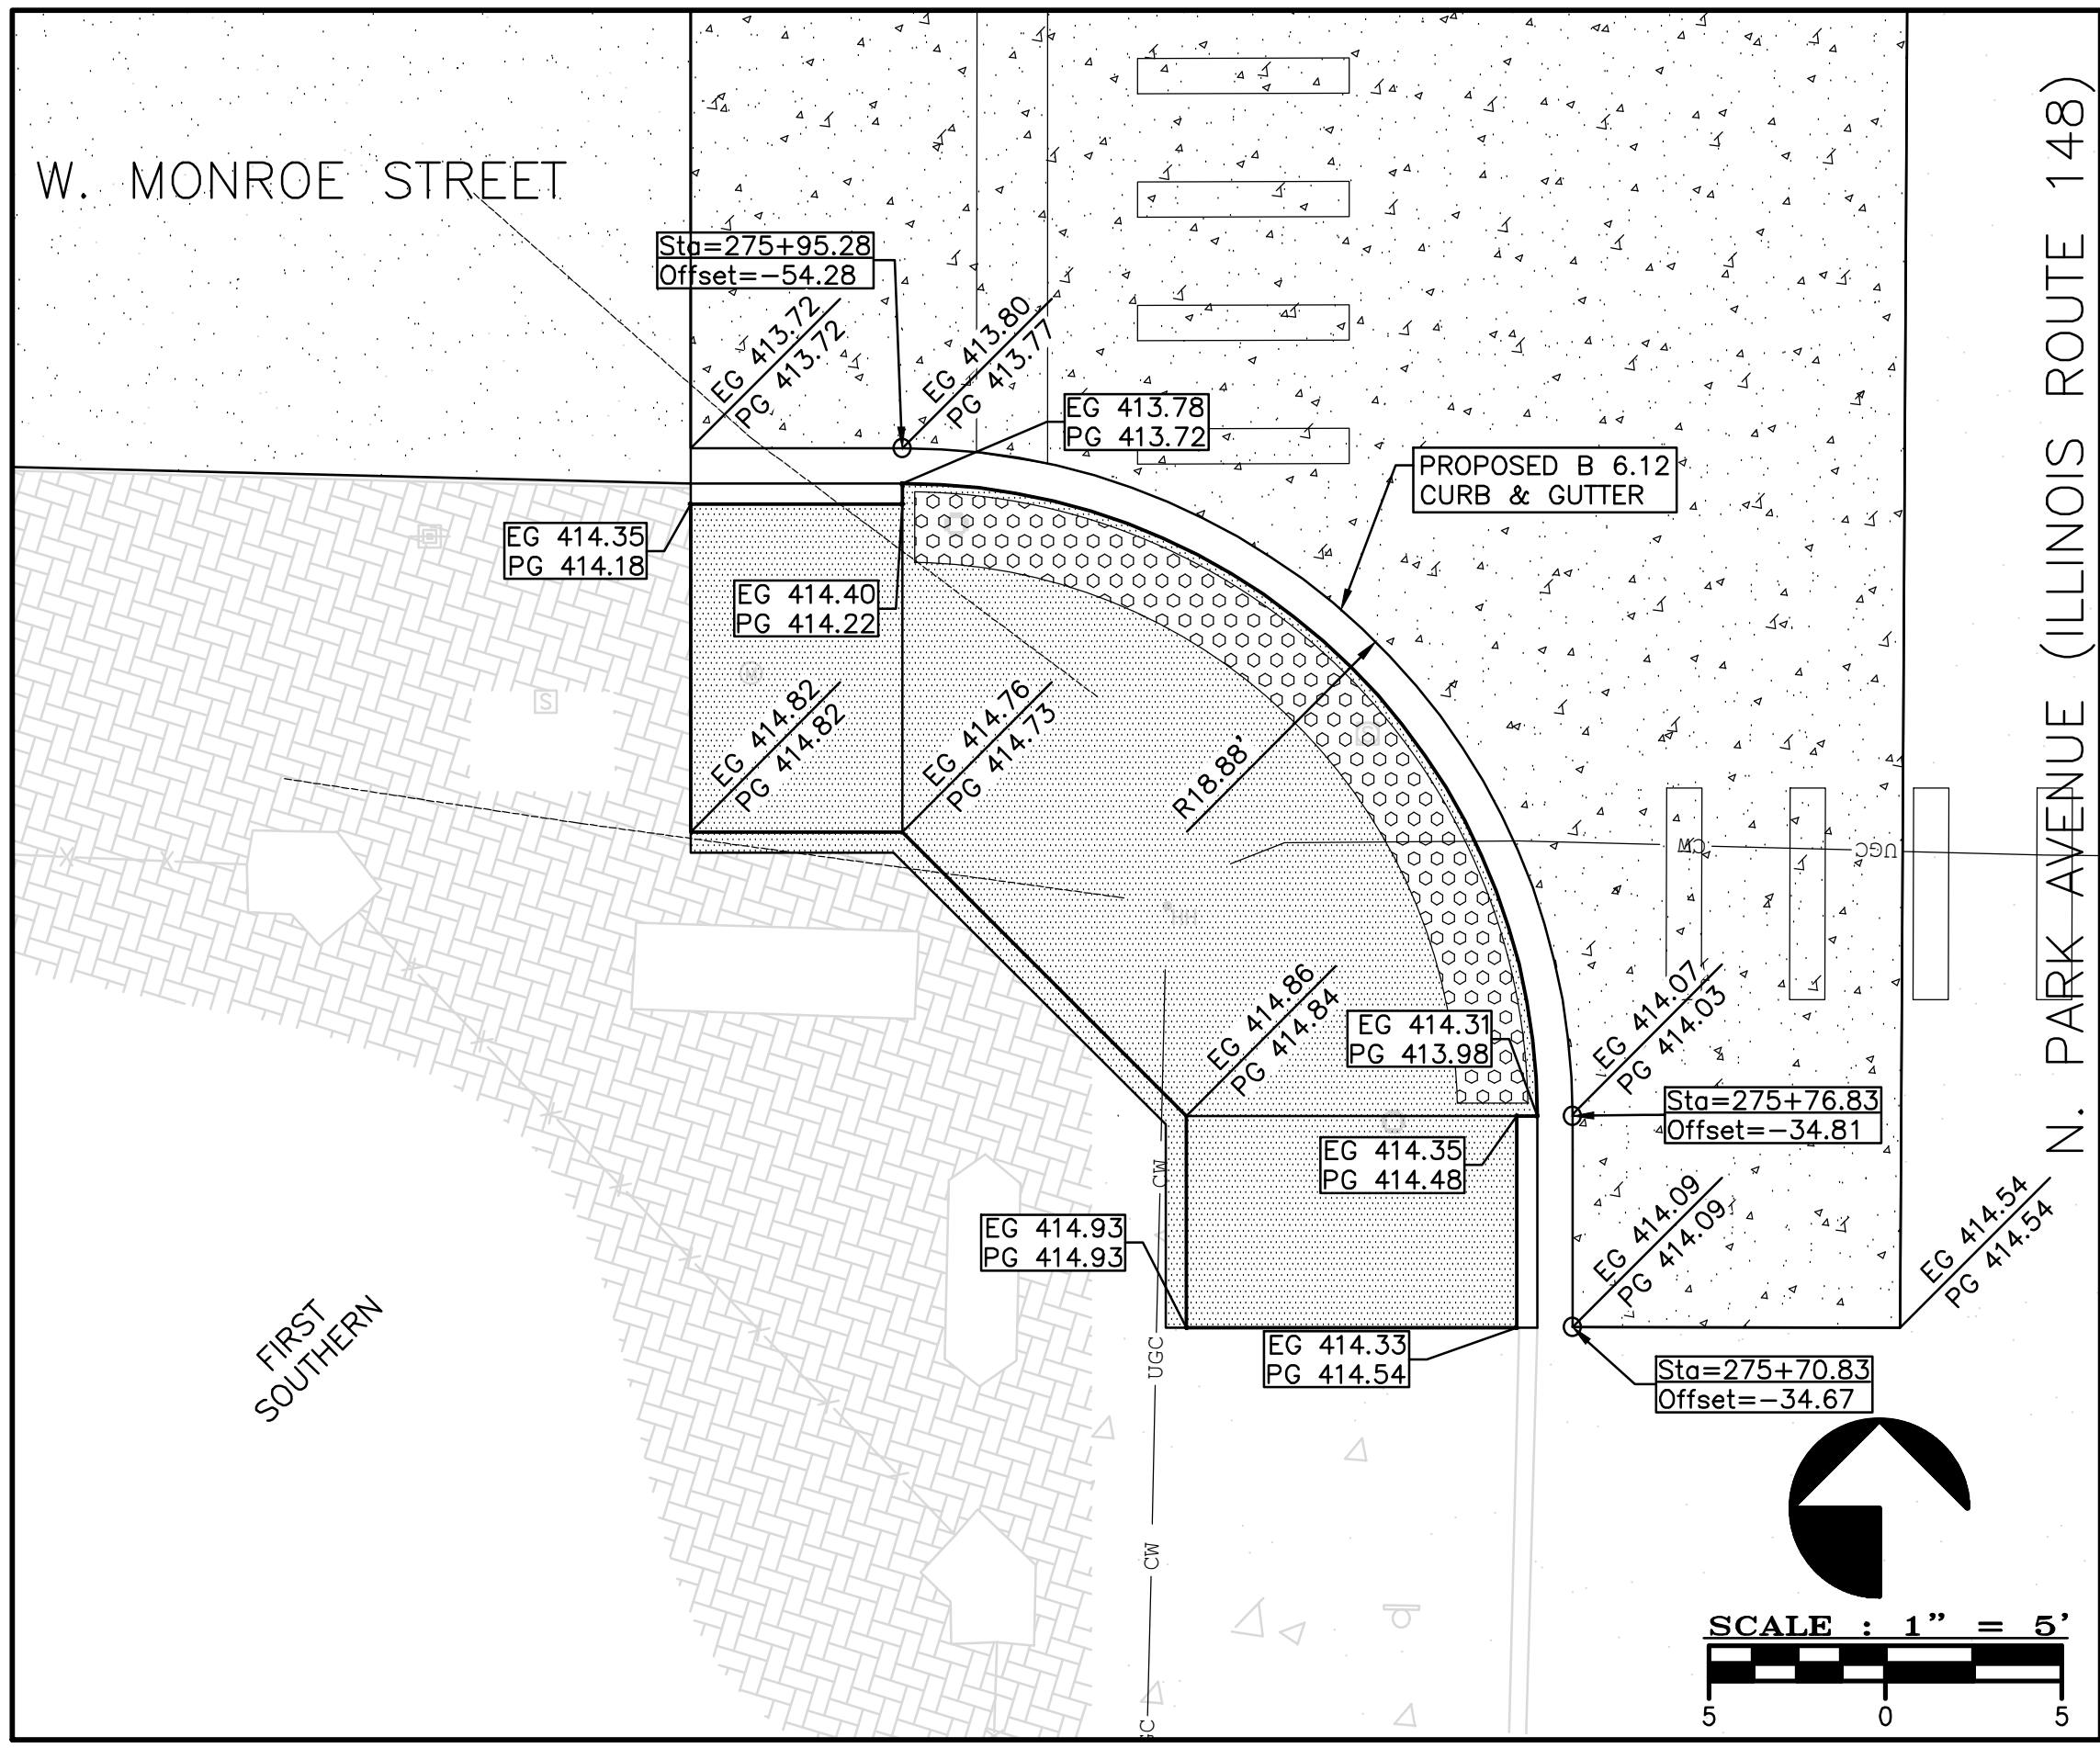 W. MONROE STREET
N. PARK AVENUE (ILLINOIS ROUTE 148)
Sta=275+95.28
Offset=-54.28
EG 413.72
PG 413.72
EG 413.80
PG 413.77
EG 413.78
PG 413.72
PROPOSED B 6.12
CURB & GUTTER
EG 414.35
PG 414.18
EG 414.40
PG 414.22
S
W
EG 414.82
PG 414.82
EG 414.76
PG 414.73
R18.88'
CW
UGC
HH
EG 414.86
PG 414.84
EG 414.31
PG 413.98
EG 414.07
PG 414.03
Sta=275+76.83
Offset=-34.81
EG 414.35
PG 414.48
CW
EG 414.93
PG 414.93
EG 414.09
PG 414.09
EG 414.54
PG 414.54
EG 414.33
PG 414.54
UGC
Sta=275+70.83
Offset=-34.67
FIRST
SOUTHERN
CW
SCALE : 1" = 5'
5 0 5